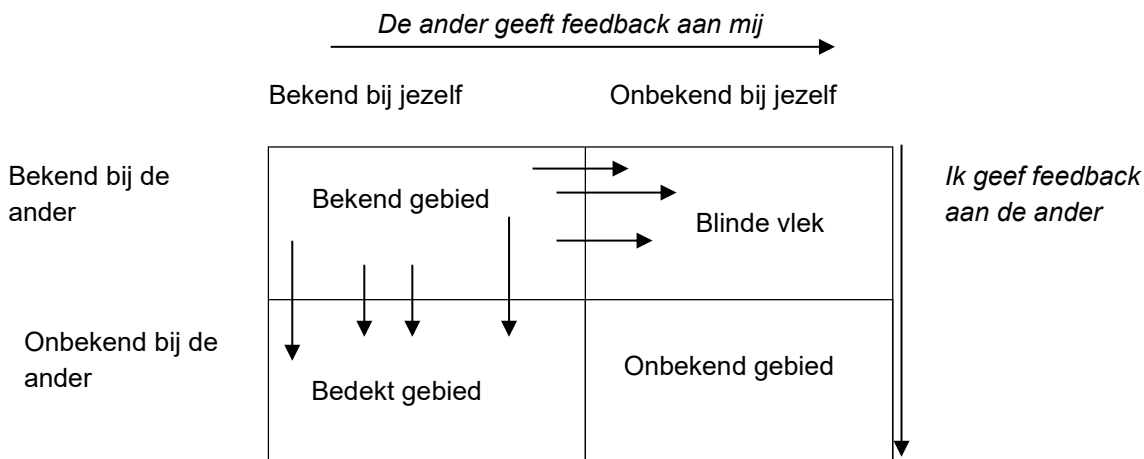 De ander geeft feedback aan mij
Bekend bij jezelf
Onbekend bij jezelf
Bekend bij de
ander
Bekend gebied
Blinde vlek
Ik geef feedback
aan de ander
Onbekend bij de
ander
Bedekt gebied
Onbekend gebied